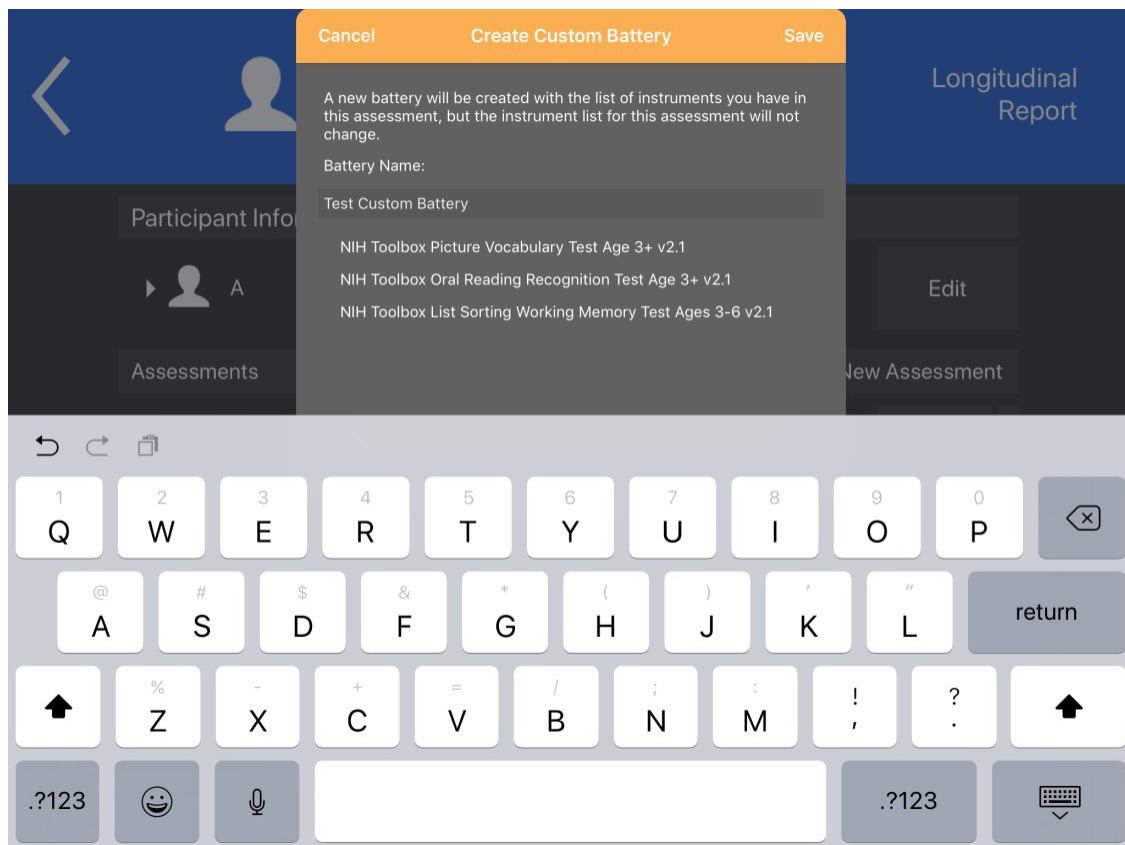 Cancel Create Custom Battery Save
Longitudinal
Report
A new battery will be created with the list of instruments you have in
this assessment, but the instrument list for this assessment will not
change.
Battery Name:
Test Custom Battery
NIH Toolbox Picture Vocabulary Test Age 3+ v2.1
NIH Toolbox Oral Reading Recognition Test Age 3+ v2.1
NIH Toolbox List Sorting Working Memory Test Ages 3-6 v2.1
Participant Infor
A
Edit
Assessments
New Assessment
1 2 3 4 5 6 7 8 9 0
Q W E R T Y U I O P
@ # $ & * ( ) ' "
A S D F G H J K L return
% - + = / ; : ! ?
Z X C V B N M , .
.?123 .?123